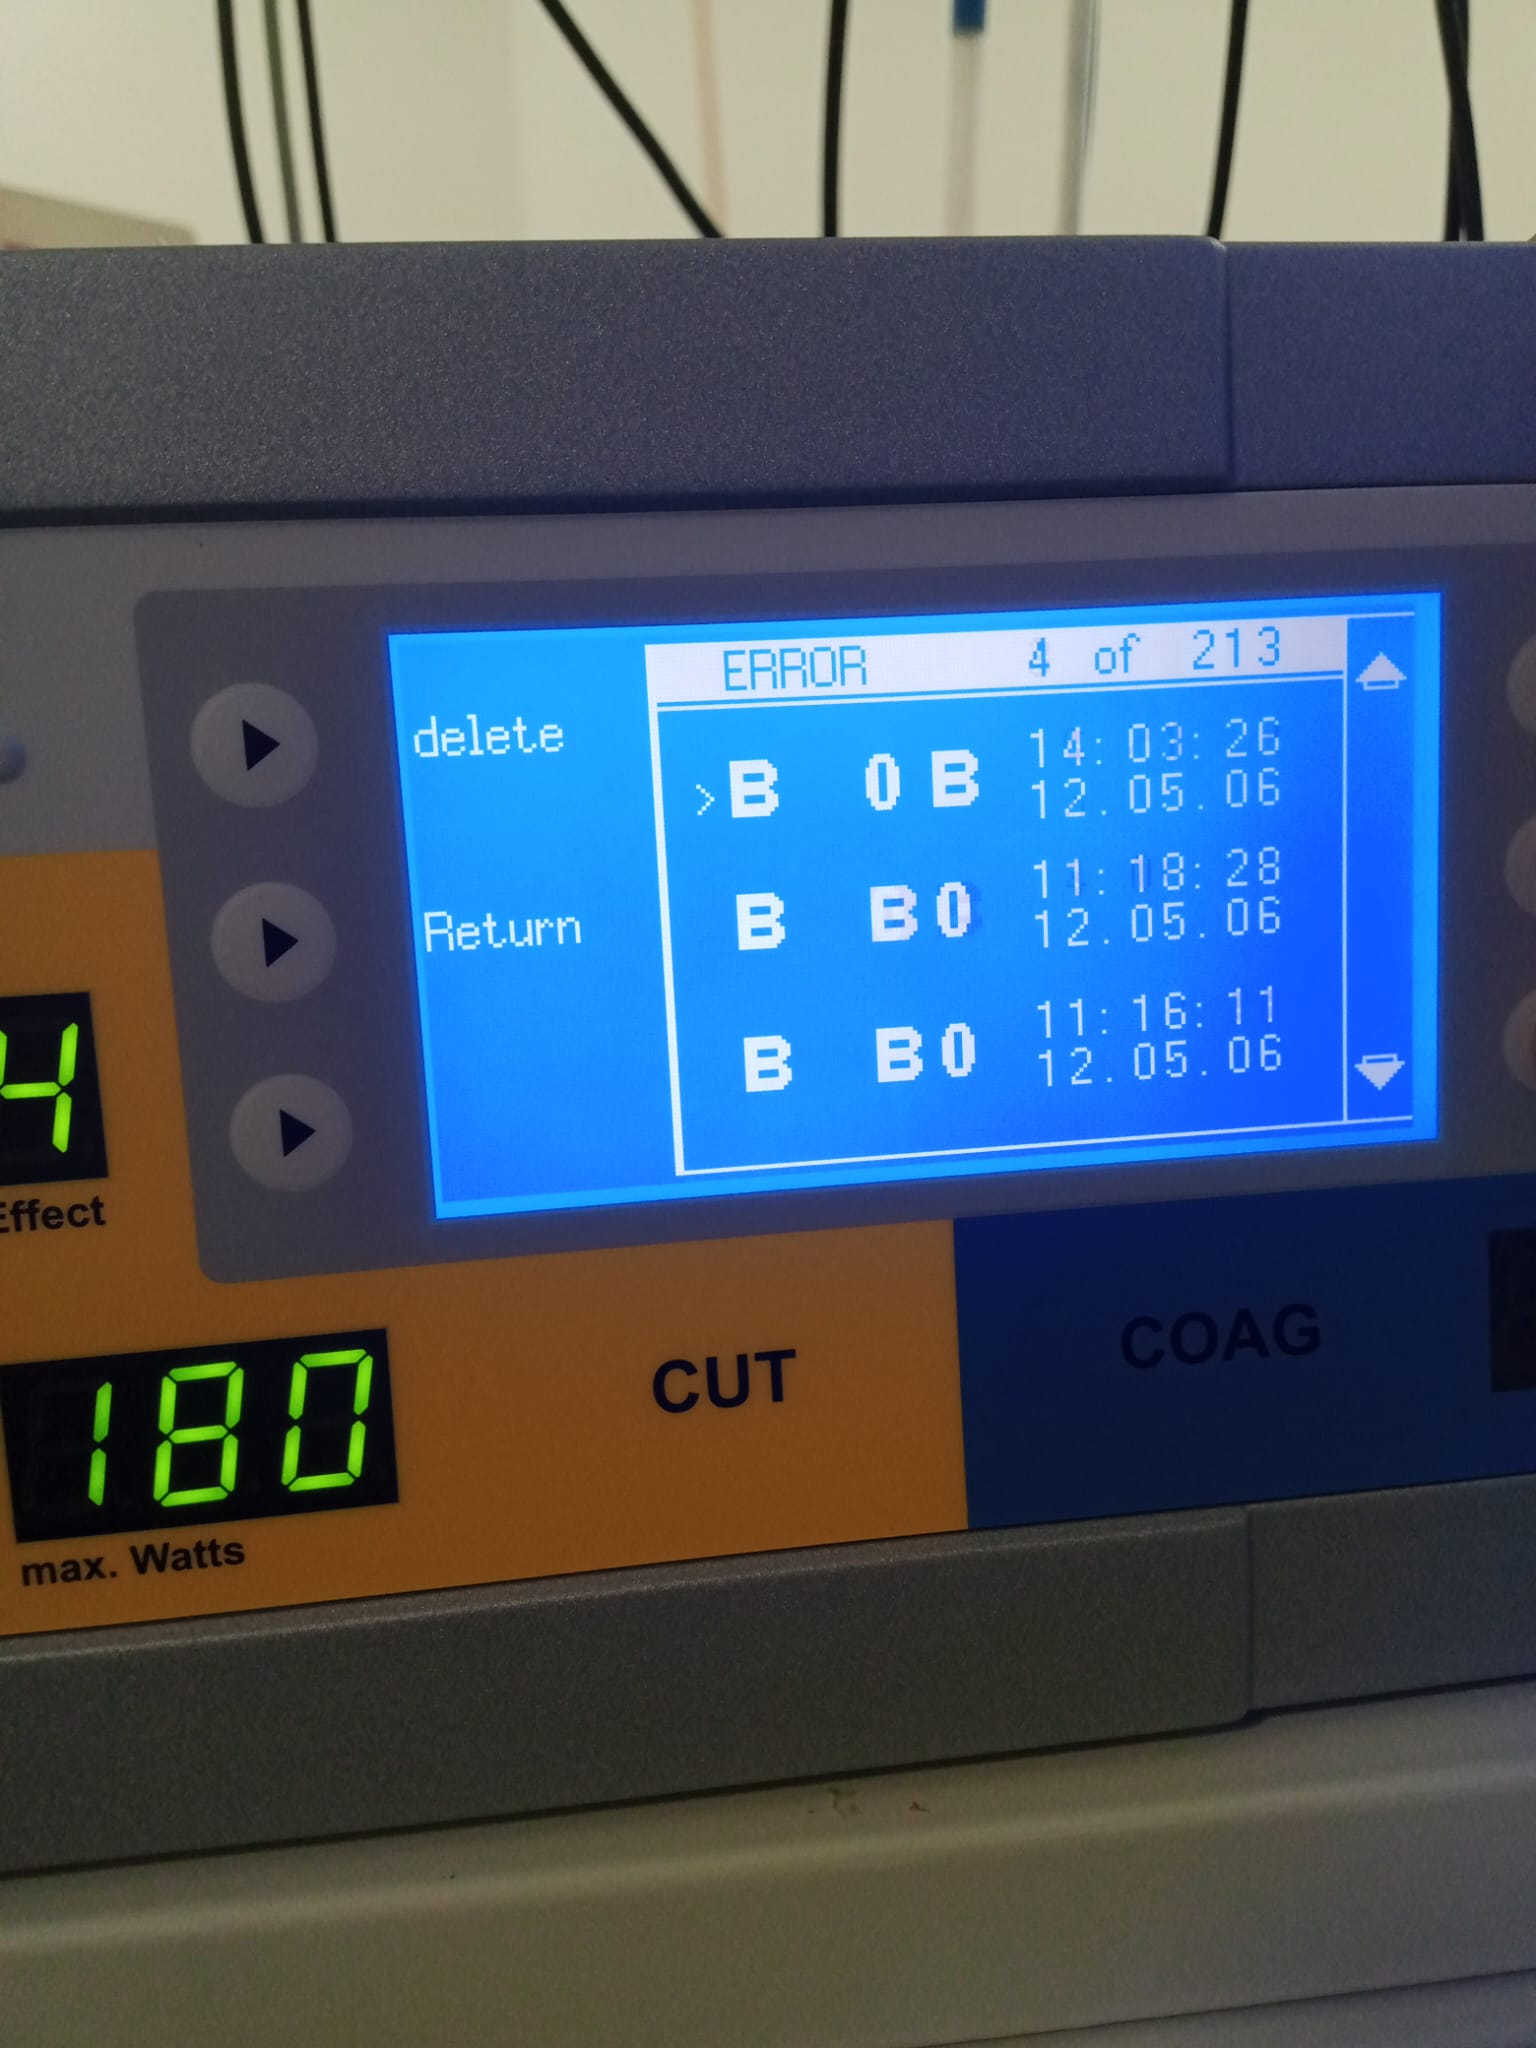 ERROR 4 of 213
delete
>B 0B 14:03:26
12.05.06
Return
B B0 11:18:28
12.05.06
B B0 11:16:11
12.05.06
4
Effect
180
max. Watts
CUT
COAG